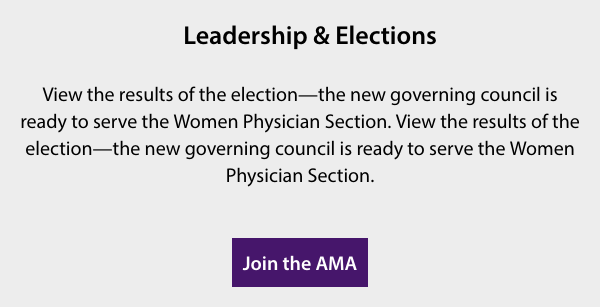 Leadership & Elections
View the results of the election—the new governing council is
ready to serve the Women Physician Section. View the results of the
election—the new governing council is ready to serve the Women
Physician Section.
Join the AMA